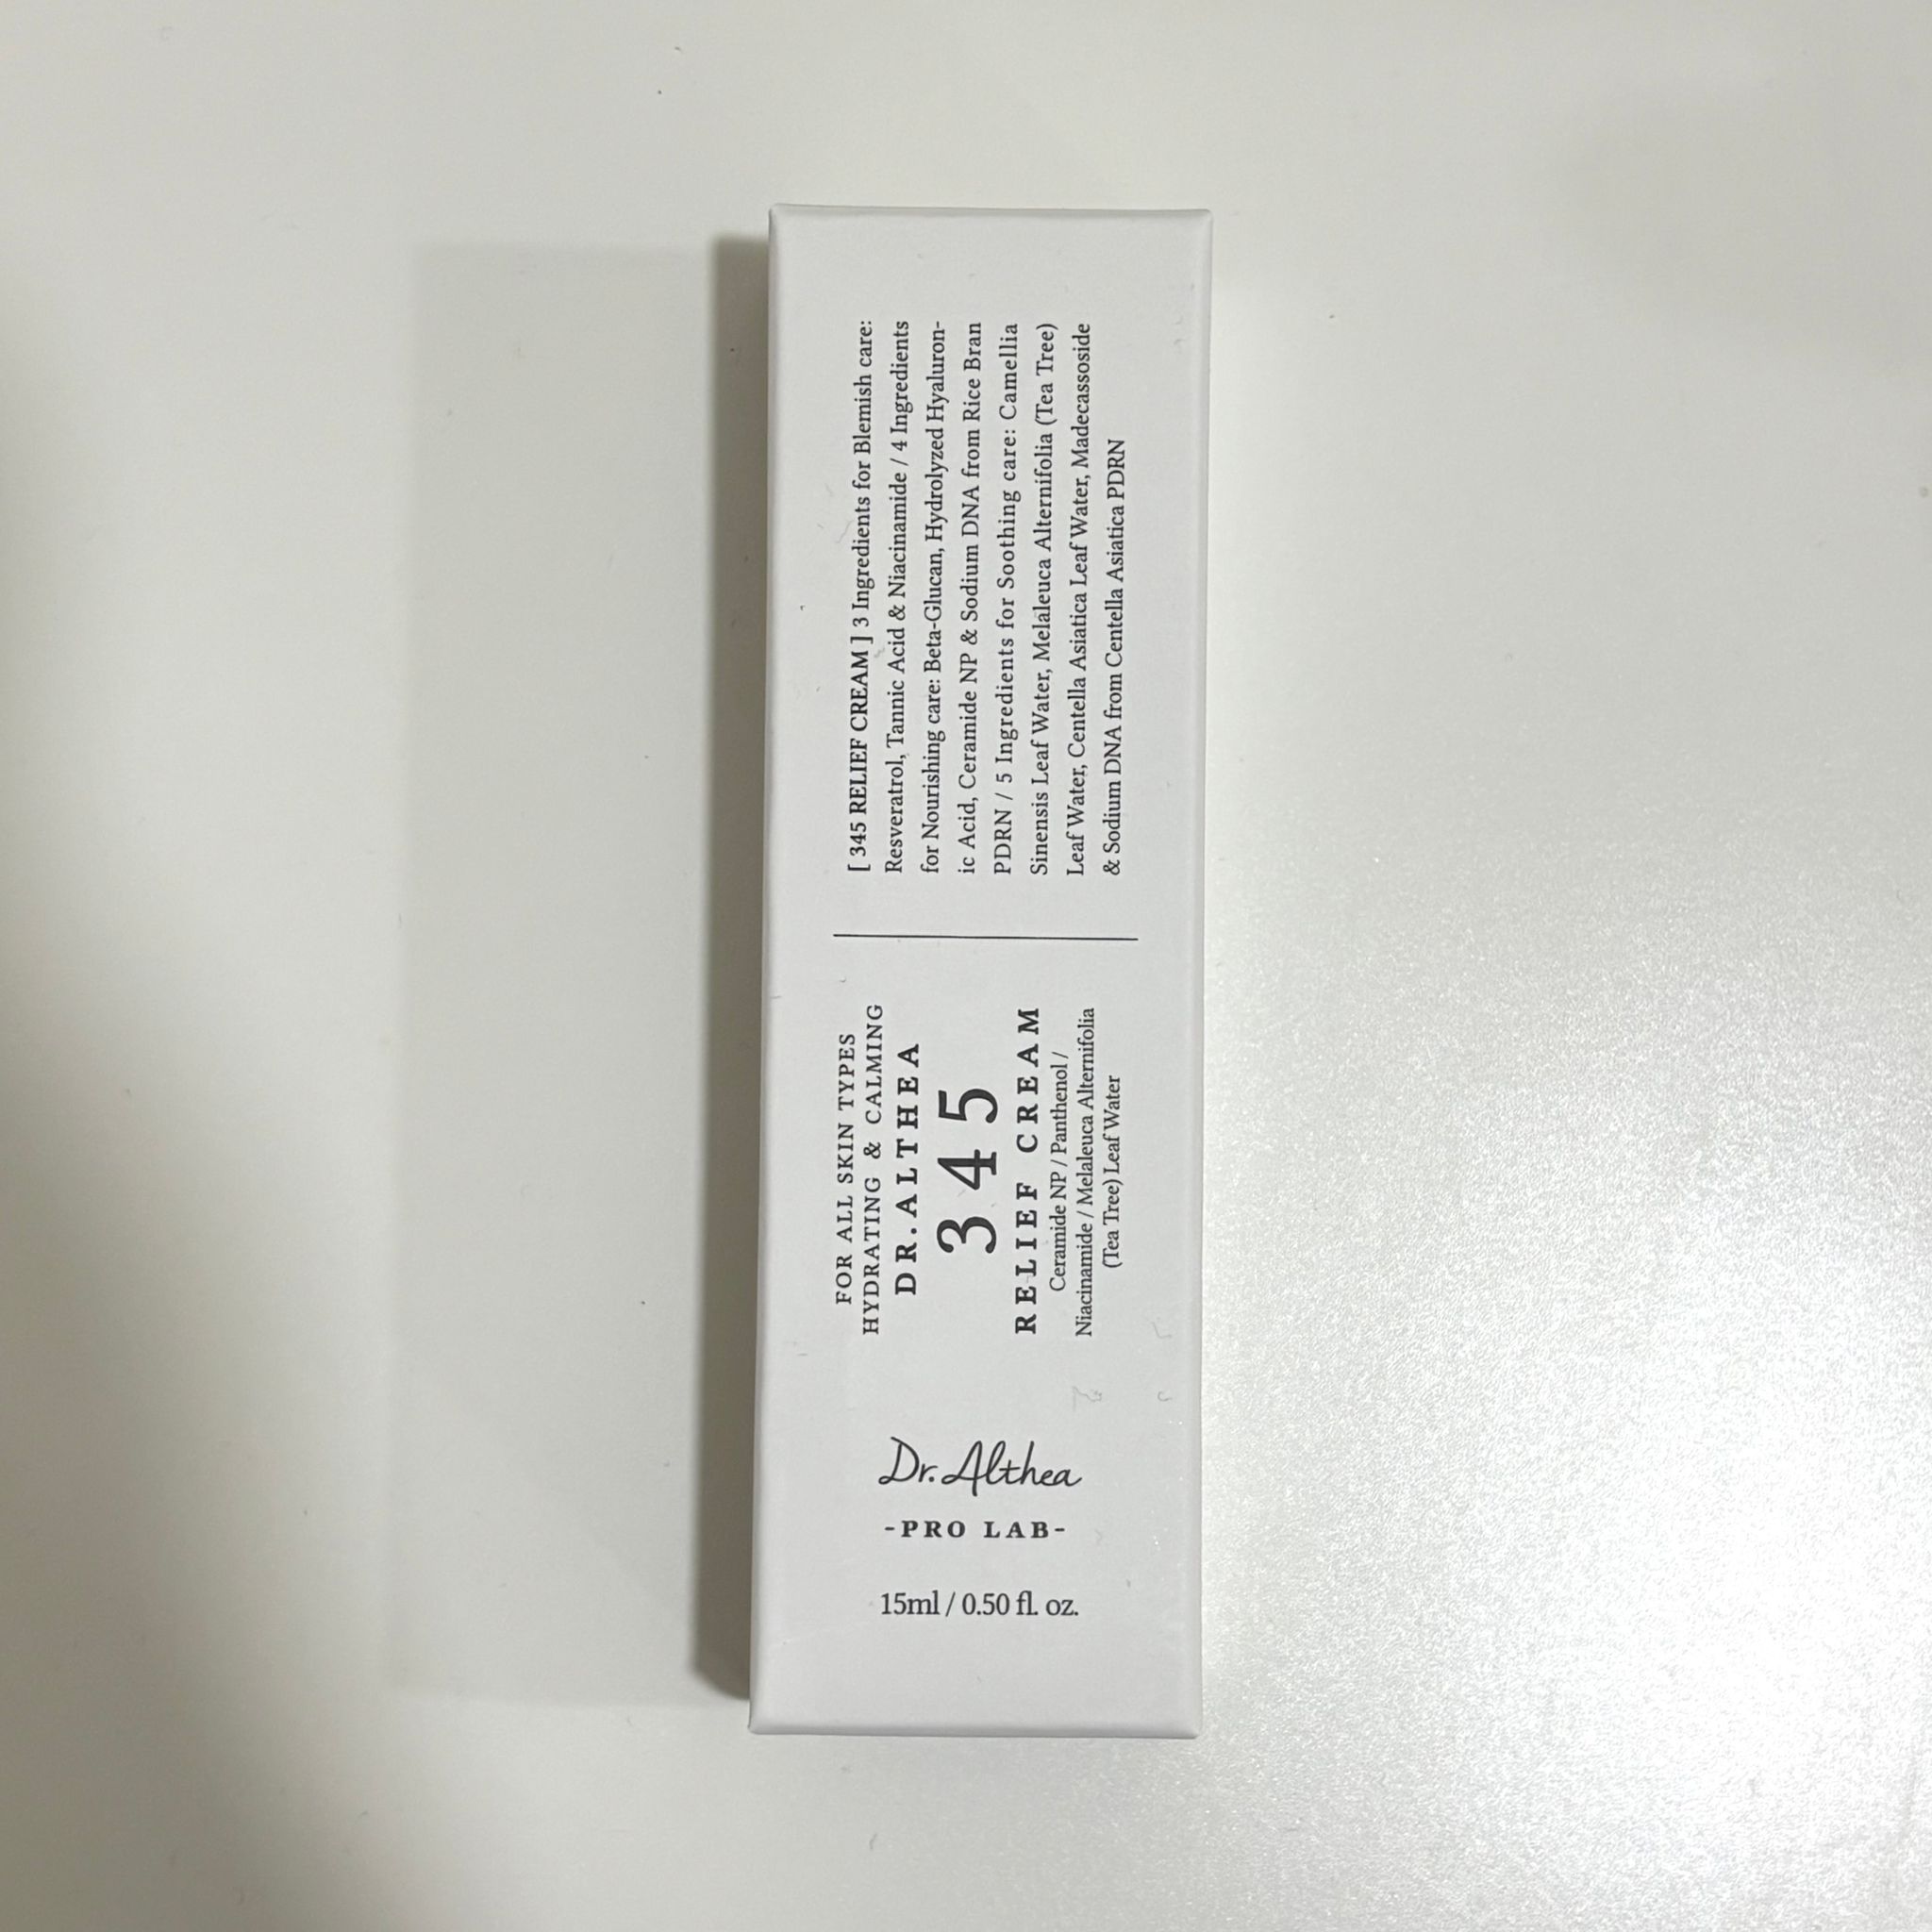 [ 345 RELIEF CREAM ] 3 Ingredients for Blemish care:
Resveratrol, Tannic Acid & Niacinamide / 4 Ingredients
for Nourishing care: Beta-Glucan, Hydrolyzed Hyaluron-
ic Acid, Ceramide NP & Sodium DNA from Rice Bran
PDRN / 5 Ingredients for Soothing care: Camellia
Sinensis Leaf Water, Melaleuca Alternifolia (Tea Tree)
Leaf Water, Centella Asiatica Leaf Water, Madecassoside
& Sodium DNA from Centella Asiatica PDRN
FOR ALL SKIN TYPES
HYDRATING & CALMING
DR.ALTHEA
345
RELIEF CREAM
Ceramide NP / Panthenol /
Niacinamide / Melaleuca Alternifolia
(Tea Tree) Leaf Water
Dr.Althea
-PRO LAB-
15ml / 0.50 fl. oz.